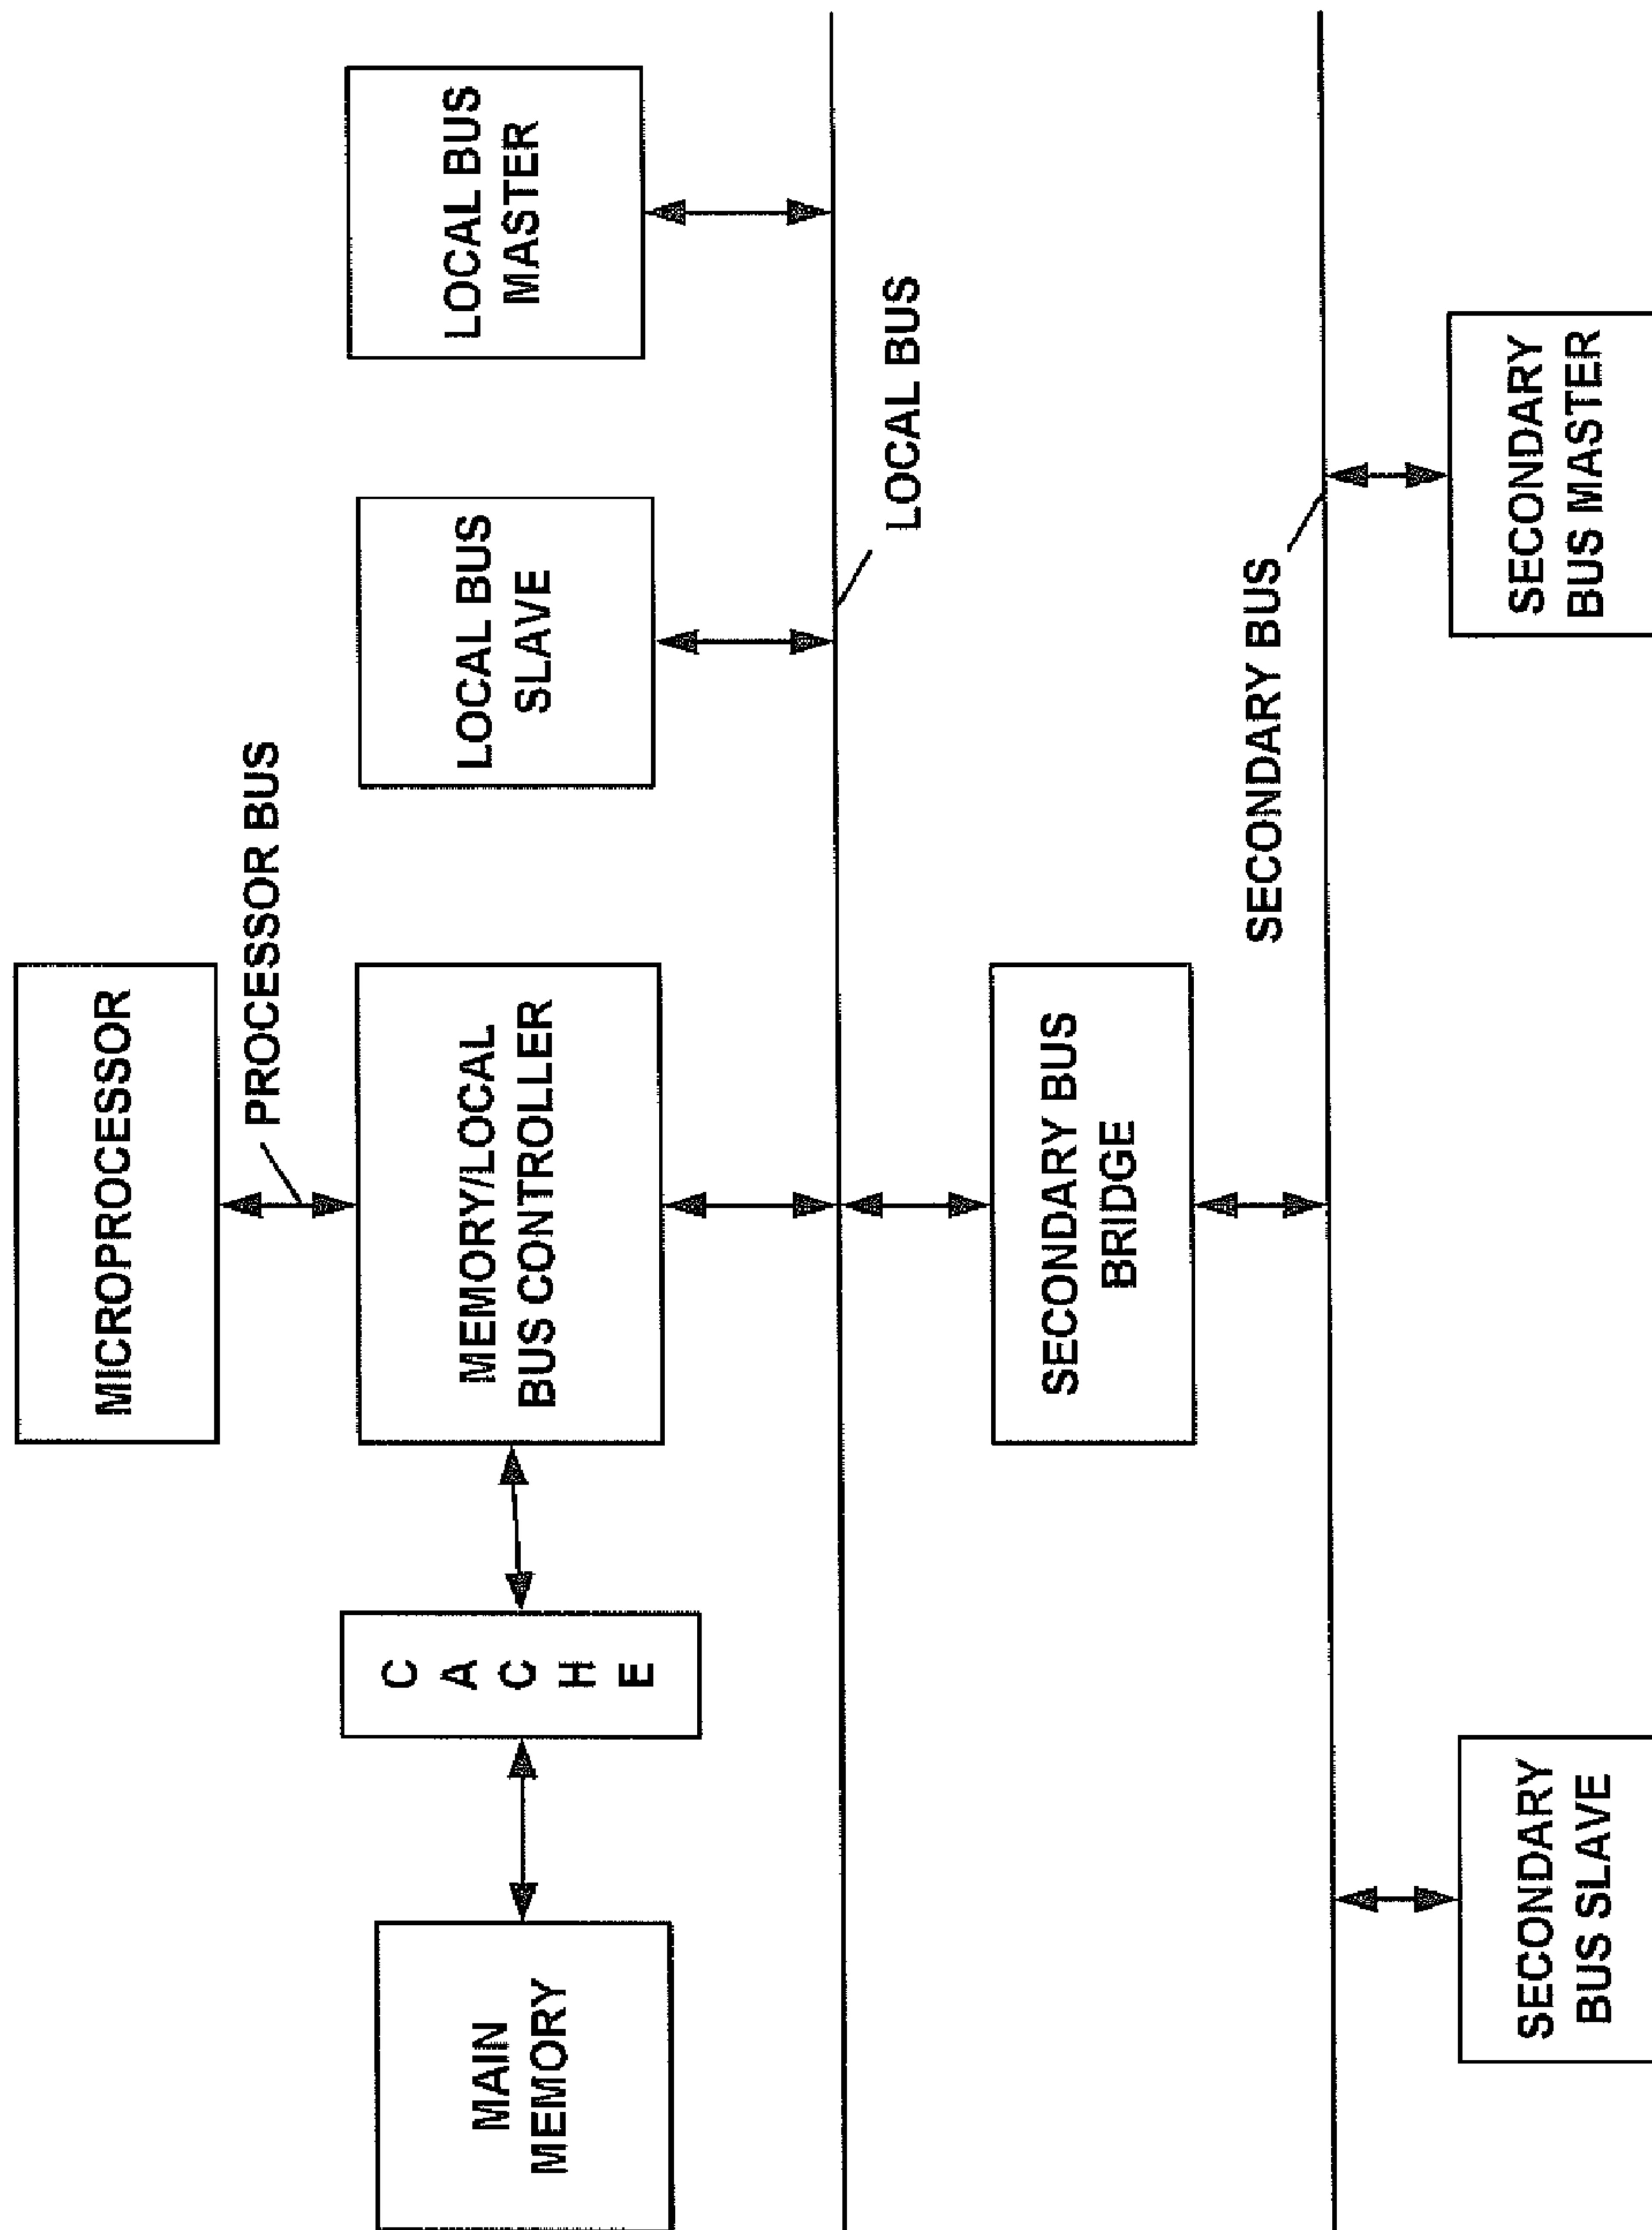 MICROPROCESSOR
PROCESSOR BUS
MAIN
MEMORY
C
A
C
H
E
MEMORY/LOCAL
BUS CONTROLLER
LOCAL BUS
SLAVE
LOCAL BUS
MASTER
LOCAL BUS
SECONDARY BUS
BRIDGE
SECONDARY BUS
SECONDARY
BUS SLAVE
SECONDARY
BUS MASTER